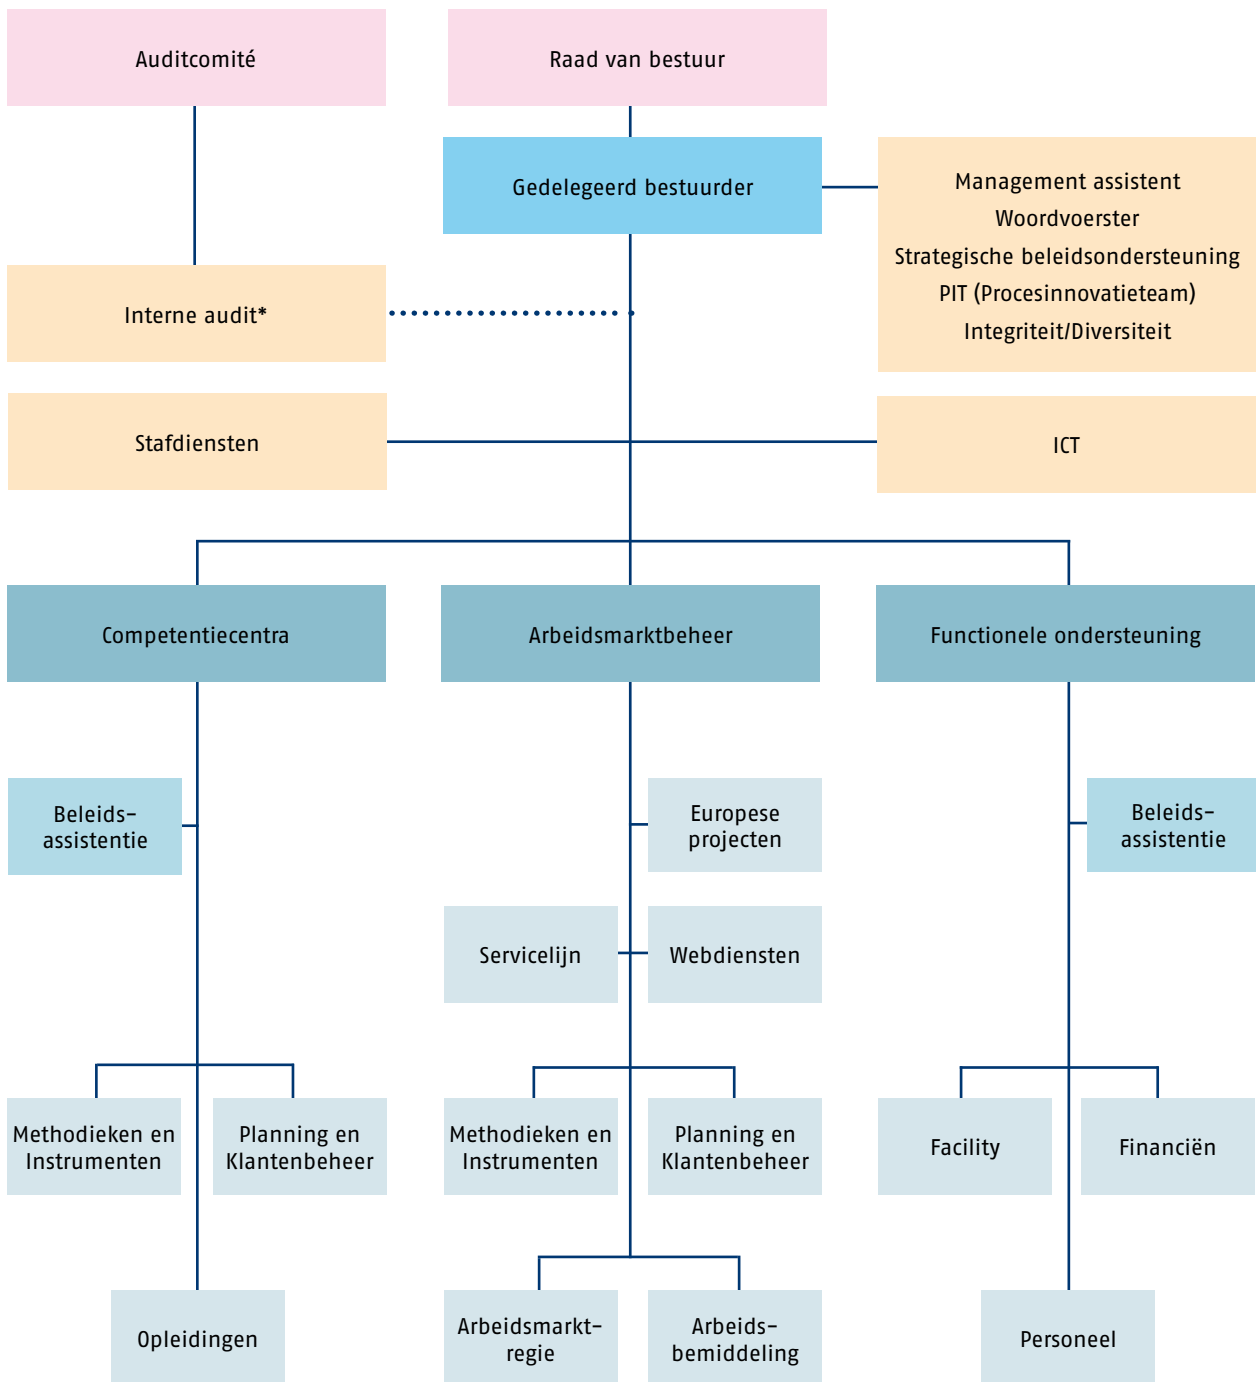 Auditcomité
Raad van bestuur
Gedelegeerd bestuurder
Management assistent
Woordvoerster
Strategische beleidsondersteuning
PIT (Procesinnovatieteam)
Integriteit/Diversiteit
Interne audit*
Stafdiensten
ICT
Competentiecentra
Arbeidsmarktbeheer
Functionele ondersteuning
Beleids-
assistentie
Europese
projecten
Beleids-
assistentie
Servicelijn
Webdiensten
Methodieken en
Instrumenten
Planning en
Klantenbeheer
Methodieken en
Instrumenten
Planning en
Klantenbeheer
Facility
Financiën
Opleidingen
Arbeidsmarkt-
regie
Arbeids-
bemiddeling
Personeel